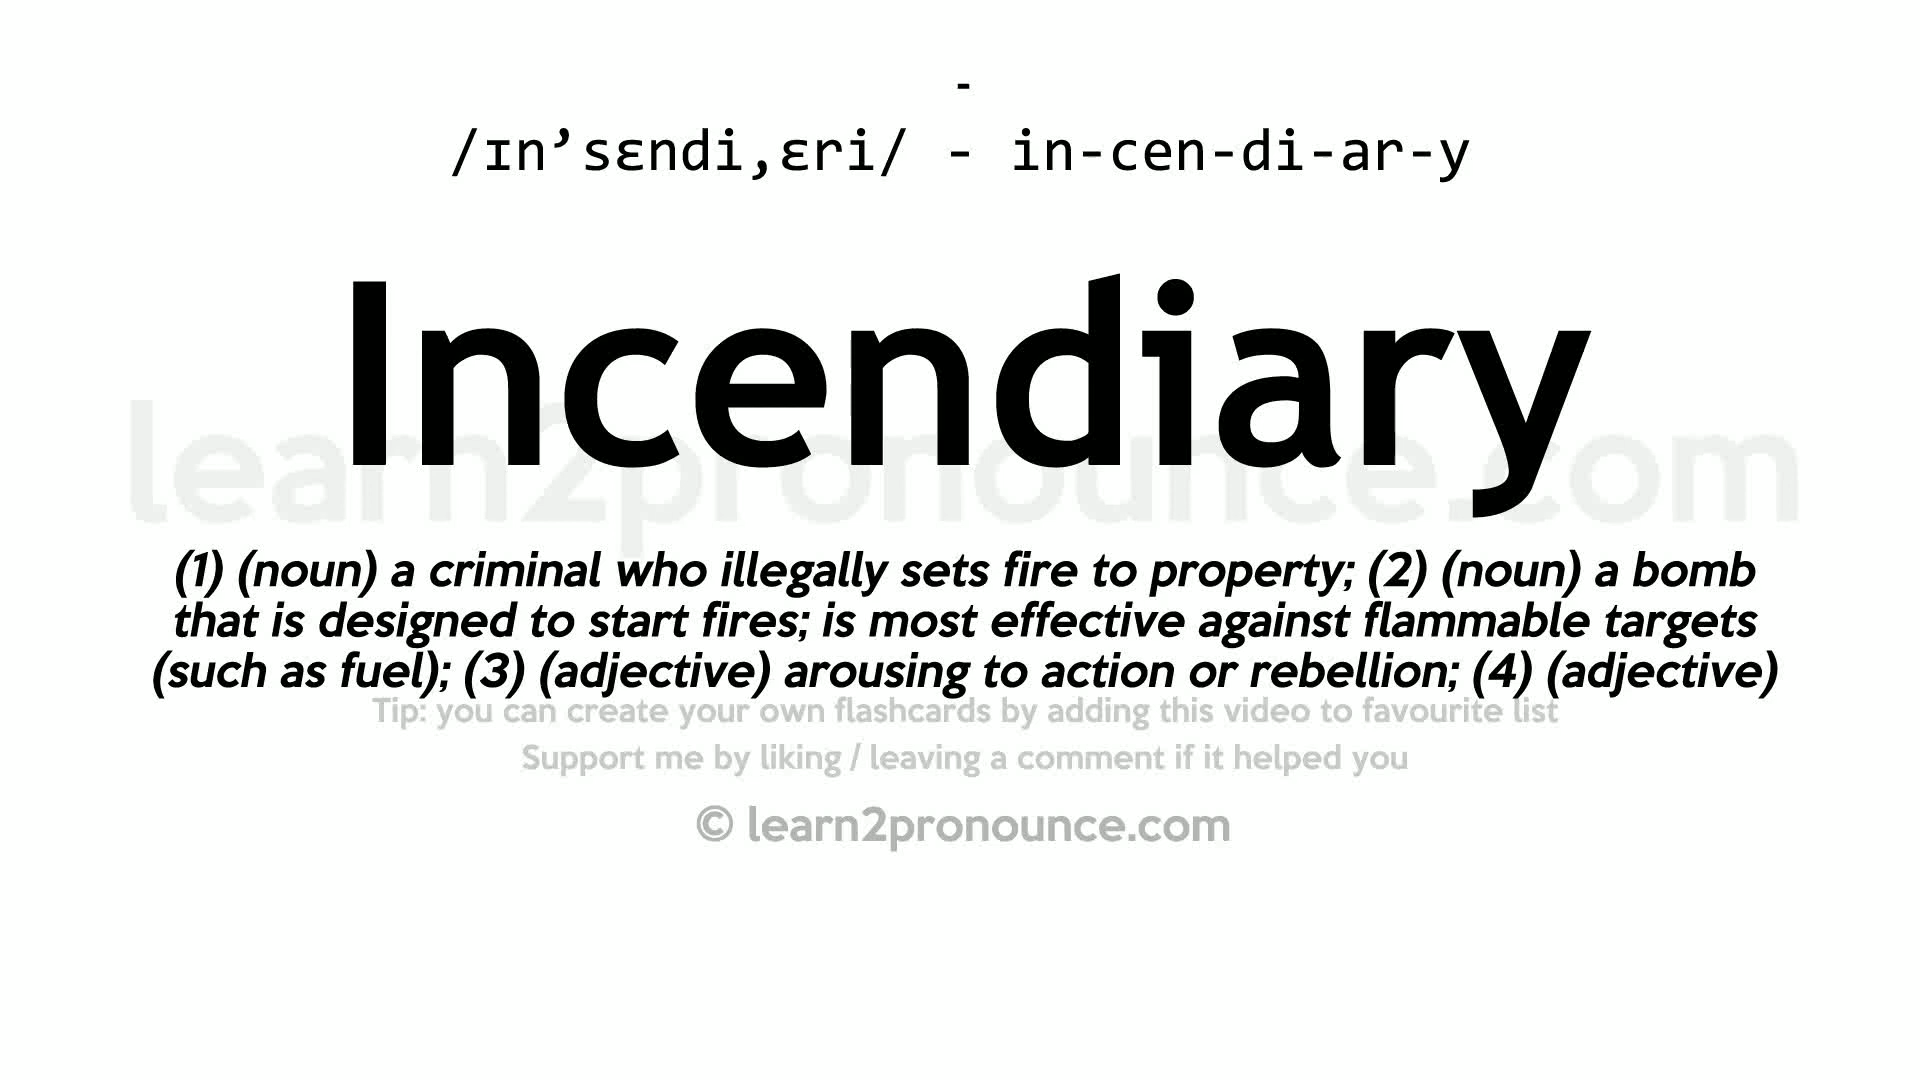 -
/ɪn’sɛndi,ɛri/ - in-cen-di-ar-y
Incendiary
learn2pronounce.com
(1) (noun) a criminal who illegally sets fire to property; (2) (noun) a bomb
that is designed to start fires; is most effective against flammable targets
(such as fuel); (3) (adjective) arousing to action or rebellion; (4) (adjective)
Tip: you can create your own flashcards by adding this video to favourite list
Support me by liking / leaving a comment if it helped you
© learn2pronounce.com